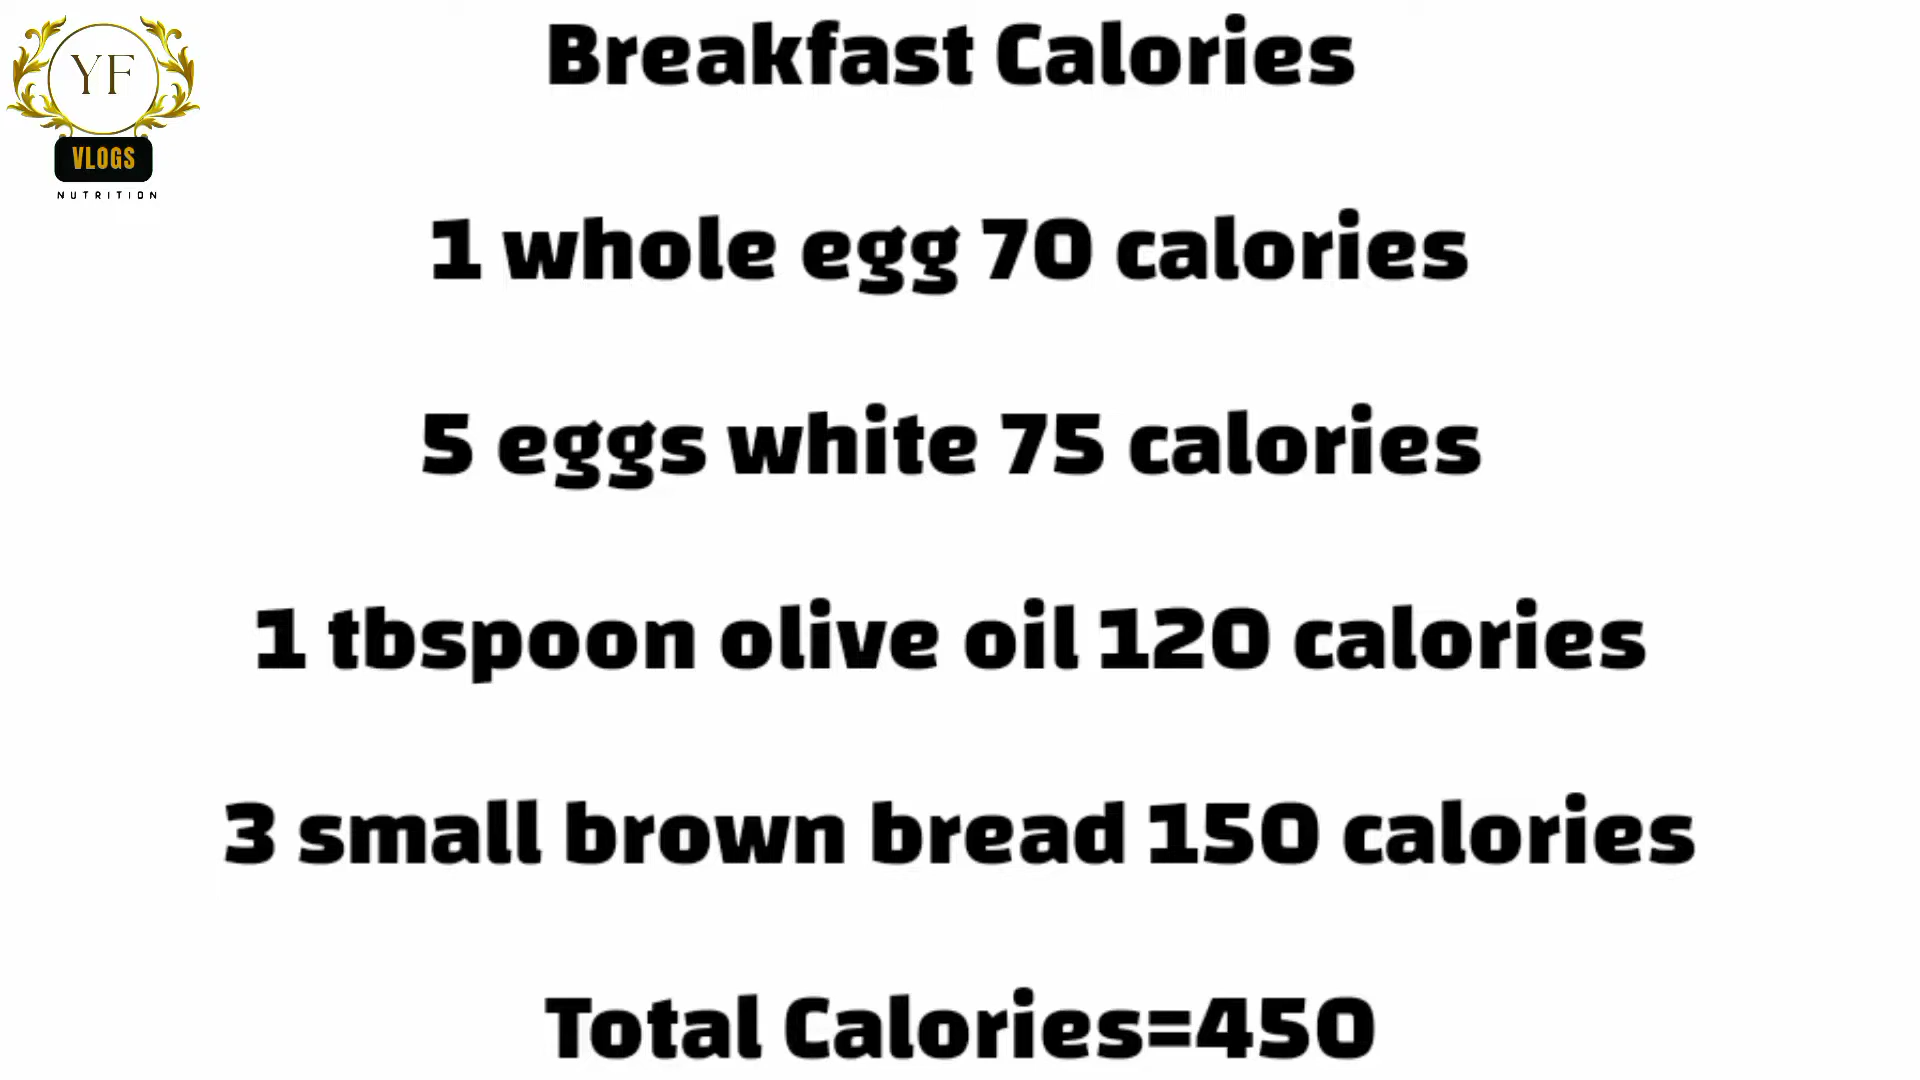 YF
VLOGS
NUTRITION
Breakfast Calories
1 whole egg 70 calories
5 eggs white 75 calories
1 tbspoon olive oil 120 calories
3 small brown bread 150 calories
Total Calories=450